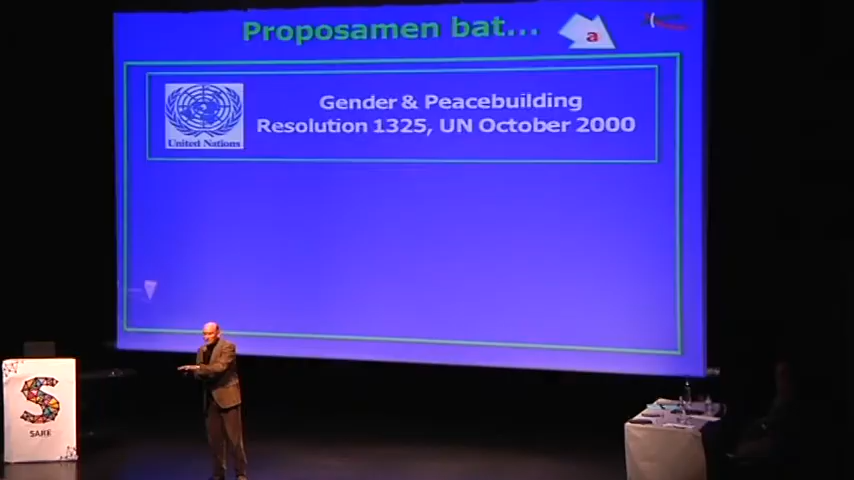 Proposamen bat...
a
Gender & Peacebuilding
Resolution 1325, UN October 2000
United Nations
S
SARE